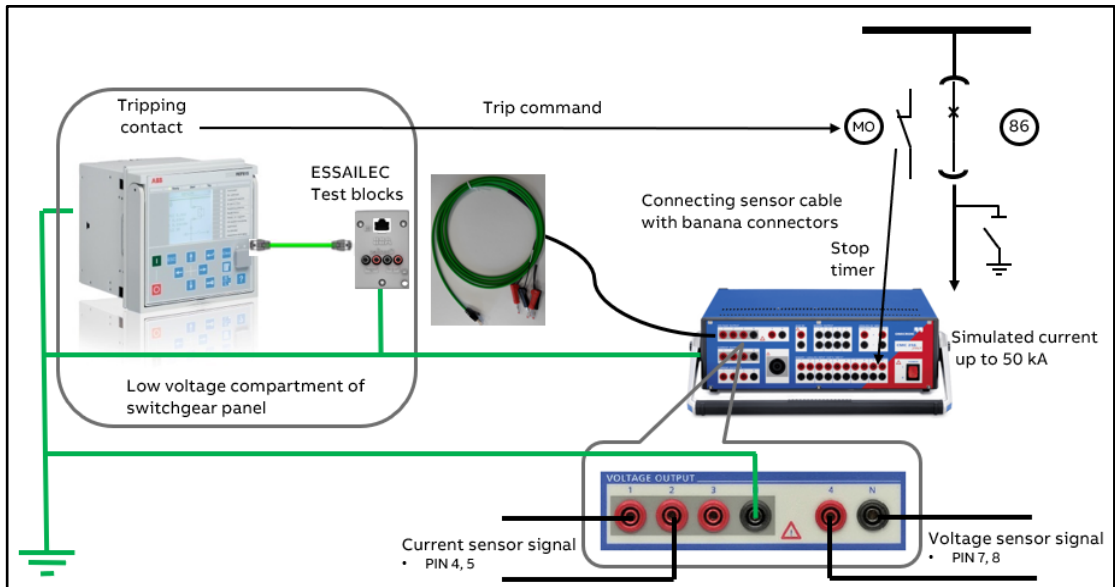 Tripping
contact
Trip command
MO
86
ESSAILEC
Test blocks
ABB
Connecting sensor cable
with banana connectors
Stop
timer
Simulated current
up to 50 kA
Low voltage compartment of
switchgear panel
VOLTAGE OUTPUT
1 2 3 4 N
Current sensor signal
• PIN 4, 5
Voltage sensor signal
• PIN 7, 8